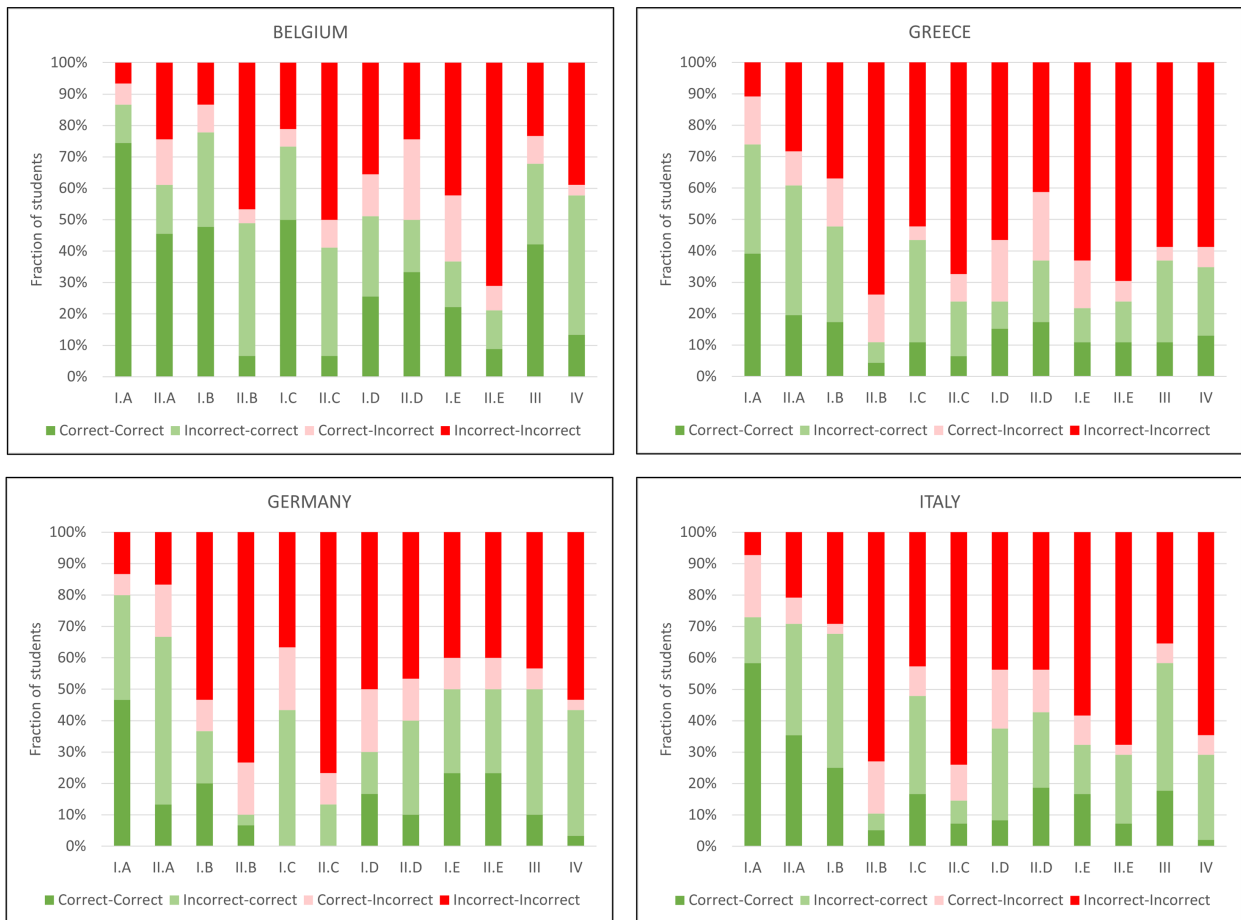 BELGIUM
Fraction of students
100%
90%
80%
70%
60%
50%
40%
30%
20%
10%
0%
I.A II.A I.B II.B I.C II.C I.D II.D I.E II.E III IV
Correct-Correct Incorrect-correct Correct-Incorrect Incorrect-Incorrect
GREECE
Fraction of students
100%
90%
80%
70%
60%
50%
40%
30%
20%
10%
0%
I.A II.A I.B II.B I.C II.C I.D II.D I.E II.E III IV
Correct-Correct Incorrect-correct Correct-Incorrect Incorrect-Incorrect
GERMANY
Fraction of students
100%
90%
80%
70%
60%
50%
40%
30%
20%
10%
0%
I.A II.A I.B II.B I.C II.C I.D II.D I.E II.E III IV
Correct-Correct Incorrect-correct Correct-Incorrect Incorrect-Incorrect
ITALY
Fraction of students
100%
90%
80%
70%
60%
50%
40%
30%
20%
10%
0%
I.A II.A I.B II.B I.C II.C I.D II.D I.E II.E III IV
Correct-Correct Incorrect-correct Correct-Incorrect Incorrect-Incorrect